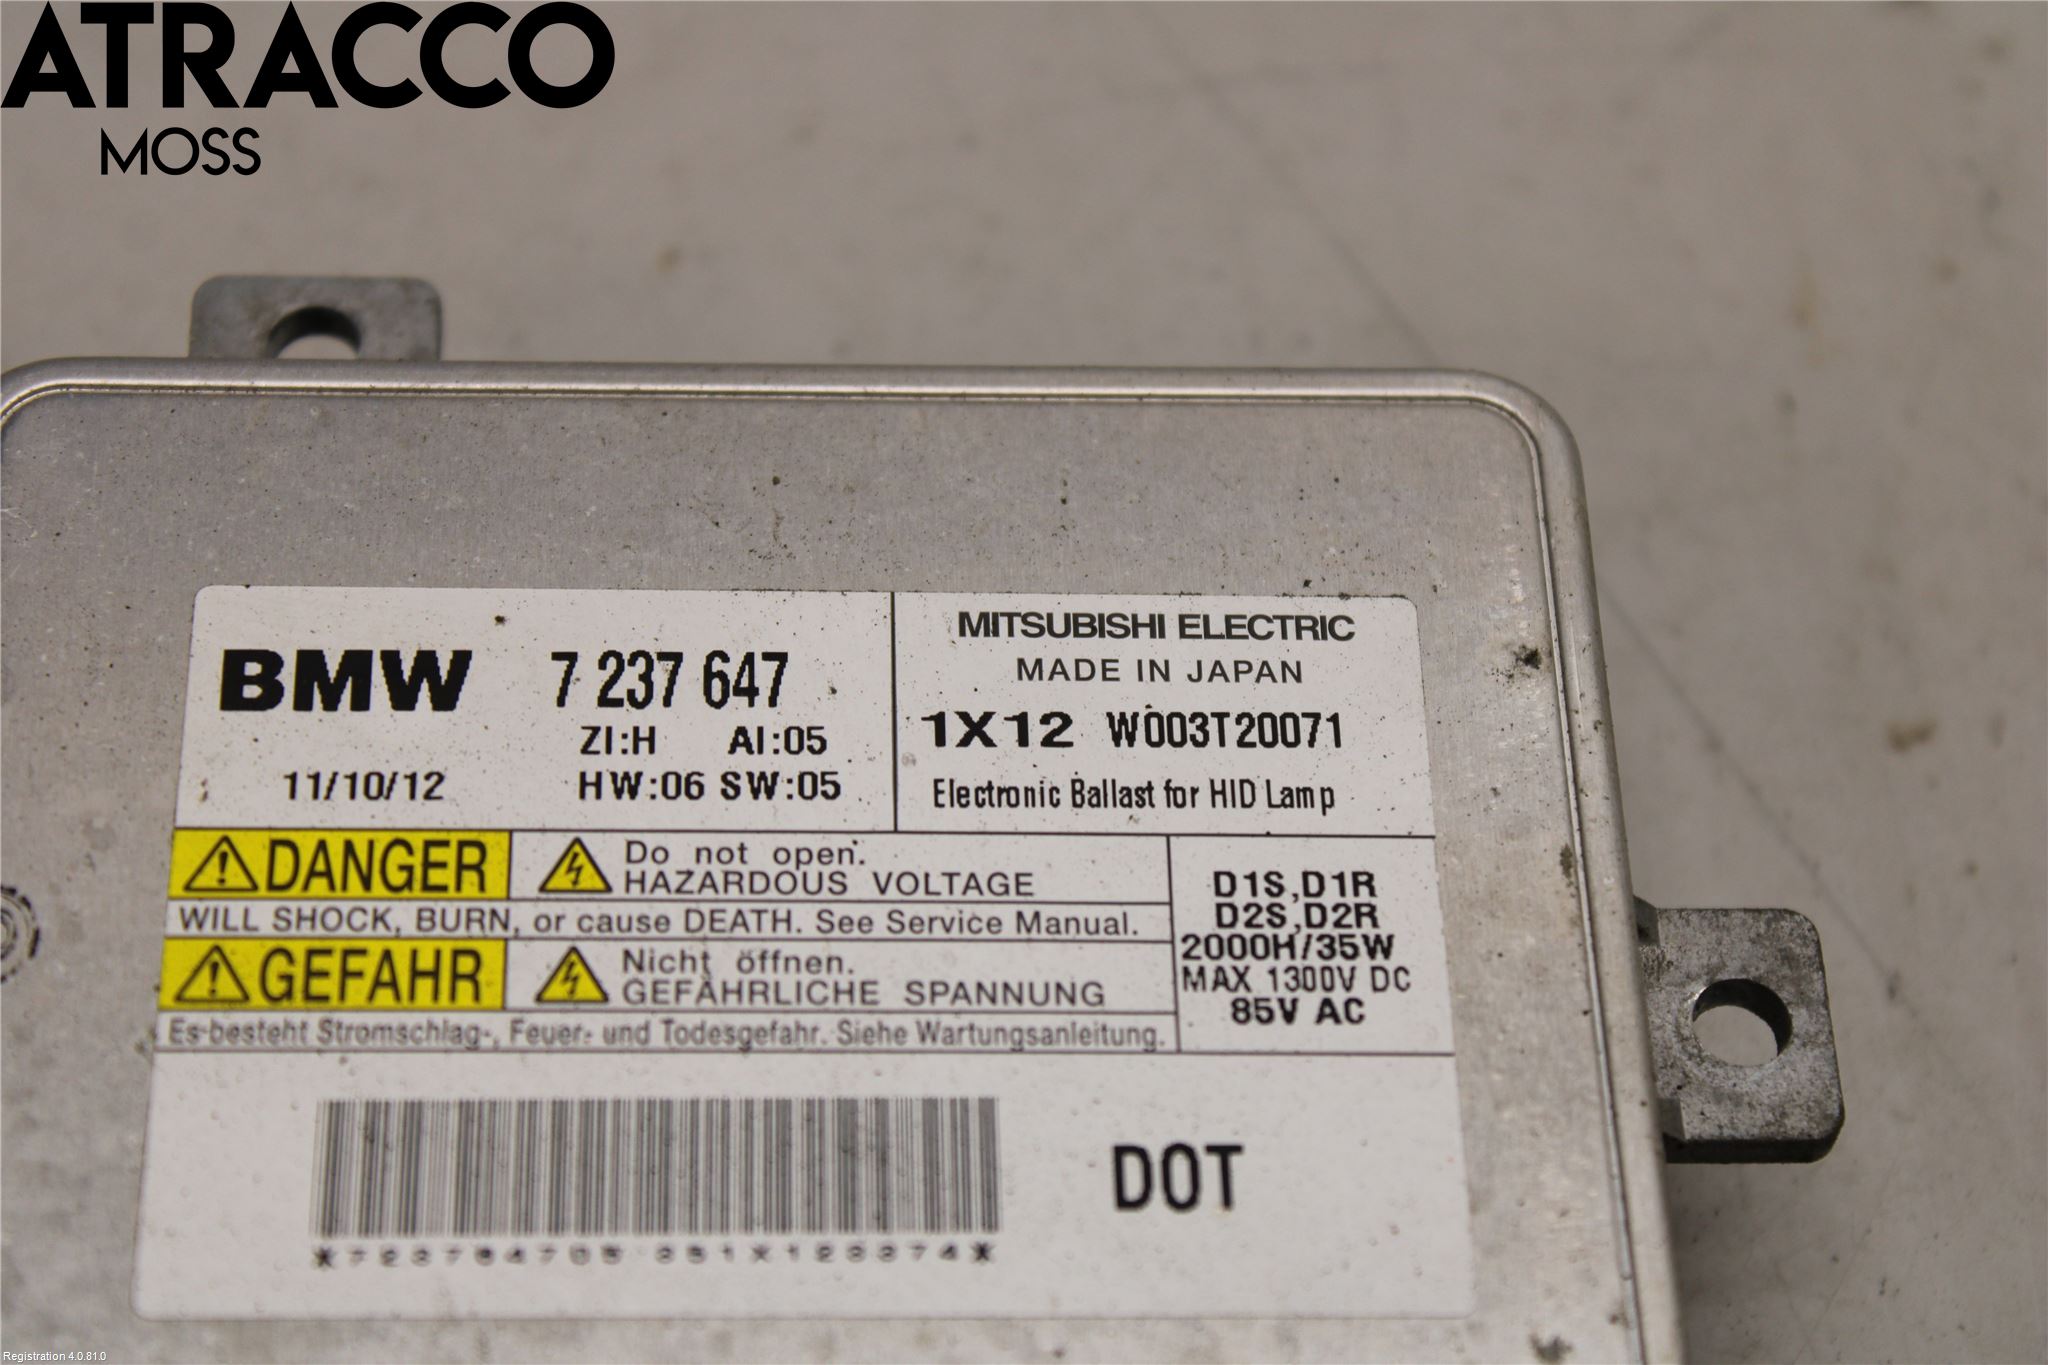 ATRACCO
MOSS
BMW 7 237 647
ZI:H AI:05
11/10/12 HW:06 SW:05
MITSUBISHI ELECTRIC
MADE IN JAPAN
1X12 W003T20071
Electronic Ballast for HID Lamp
DANGER
Do not open.
HAZARDOUS VOLTAGE
WILL SHOCK, BURN, or cause DEATH. See Service Manual.
GEFAHR
Nicht öffnen.
GEFÄHRLICHE SPANNUNG
Es besteht Stromschlag-, Feuer- und Todesgefahr. Siehe Wartungsanleitung.
D1S,D1R
D2S,D2R
2000H/35W
MAX 1300V DC
85V AC
DOT
Registration 4.0.81.0